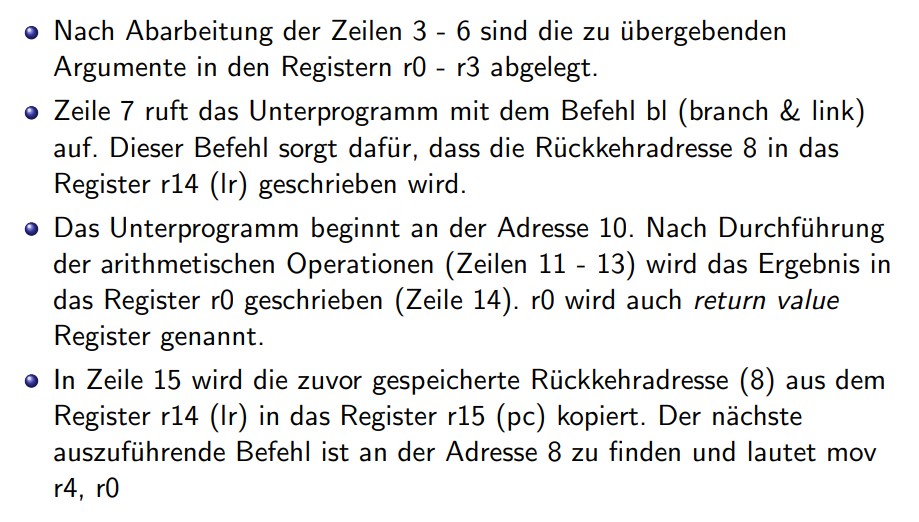 Nach Abarbeitung der Zeilen 3 - 6 sind die zu übergebenden
Argumente in den Registern r0 - r3 abgelegt.
Zeile 7 ruft das Unterprogramm mit dem Befehl bl (branch & link)
auf. Dieser Befehl sorgt dafür, dass die Rückkehradresse 8 in das
Register r14 (lr) geschrieben wird.
Das Unterprogramm beginnt an der Adresse 10. Nach Durchführung
der arithmetischen Operationen (Zeilen 11 - 13) wird das Ergebnis in
das Register r0 geschrieben (Zeile 14). r0 wird auch return value
Register genannt.
In Zeile 15 wird die zuvor gespeicherte Rückkehradresse (8) aus dem
Register r14 (lr) in das Register r15 (pc) kopiert. Der nächste
auszuführende Befehl ist an der Adresse 8 zu finden und lautet mov
r4, r0